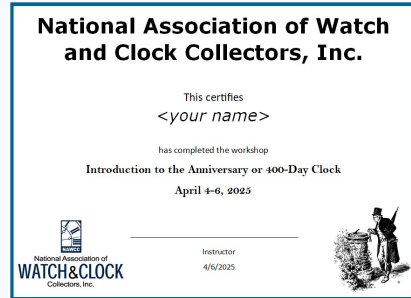 National Association of Watch
and Clock Collectors, Inc.
This certifies
<your name>
has completed the workshop
Introduction to the Anniversary or 400-Day Clock
April 4-6, 2025
Instructor
4/6/2025
NAWCC
National Association of
WATCH&CLOCK
Collectors, Inc.